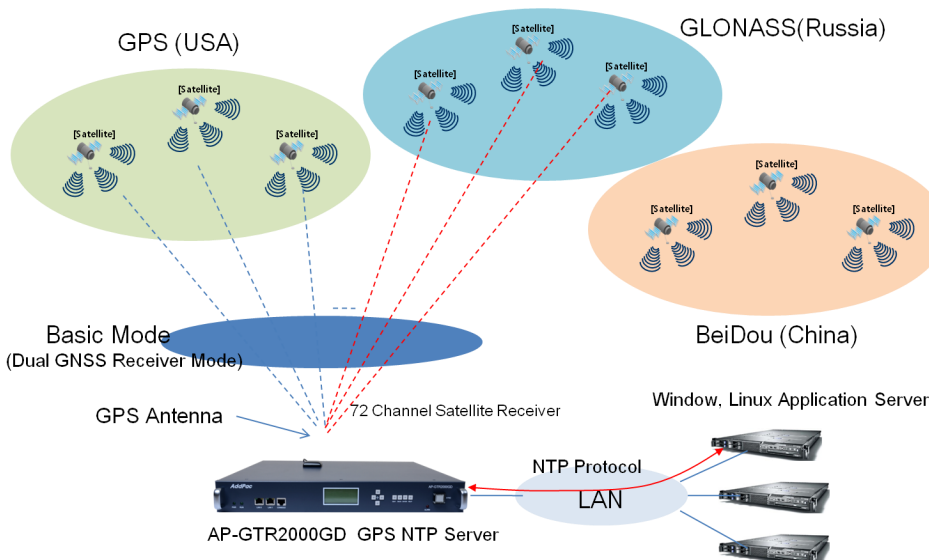 GPS (USA)
GLONASS(Russia)
[Satellite]
[Satellite]
[Satellite]
[Satellite]
[Satellite]
[Satellite]
[Satellite]
[Satellite]
[Satellite]
Basic Mode
(Dual GNSS Receiver Mode)
BeiDou (China)
GPS Antenna
72 Channel Satellite Receiver
Window, Linux Application Server
NTP Protocol
LAN
AddPac
AP-GTR2000GD
AP-GTR2000GD GPS NTP Server